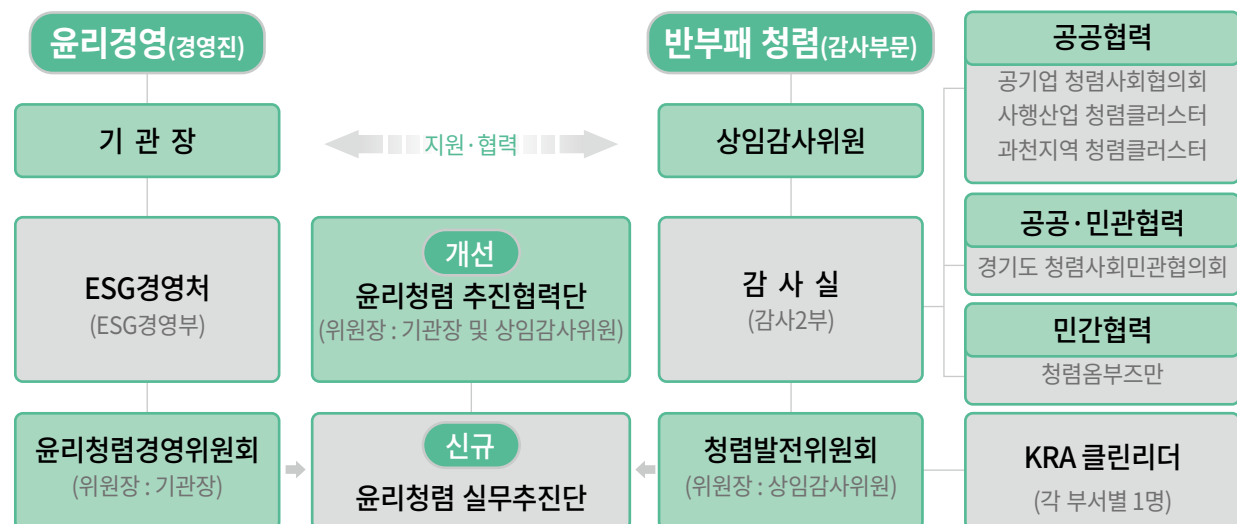 윤리경영(경영진)
기 관 장
ESG경영처
(ESG경영부)
윤리청렴경영위원회
(위원장 : 기관장)
지원·협력
개선
윤리청렴 추진협력단
(위원장 : 기관장 및 상임감사위원)
신규
윤리청렴 실무추진단
반부패 청렴(감사부문)
상임감사위원
감 사 실
(감사2부)
청렴발전위원회
(위원장 : 상임감사위원)
공공협력
공기업 청렴사회협의회
사행산업 청렴클러스터
과천지역 청렴클러스터
공공·민관협력
경기도 청렴사회민관협의회
민간협력
청렴옴부즈만
KRA 클린리더
(각 부서별 1명)